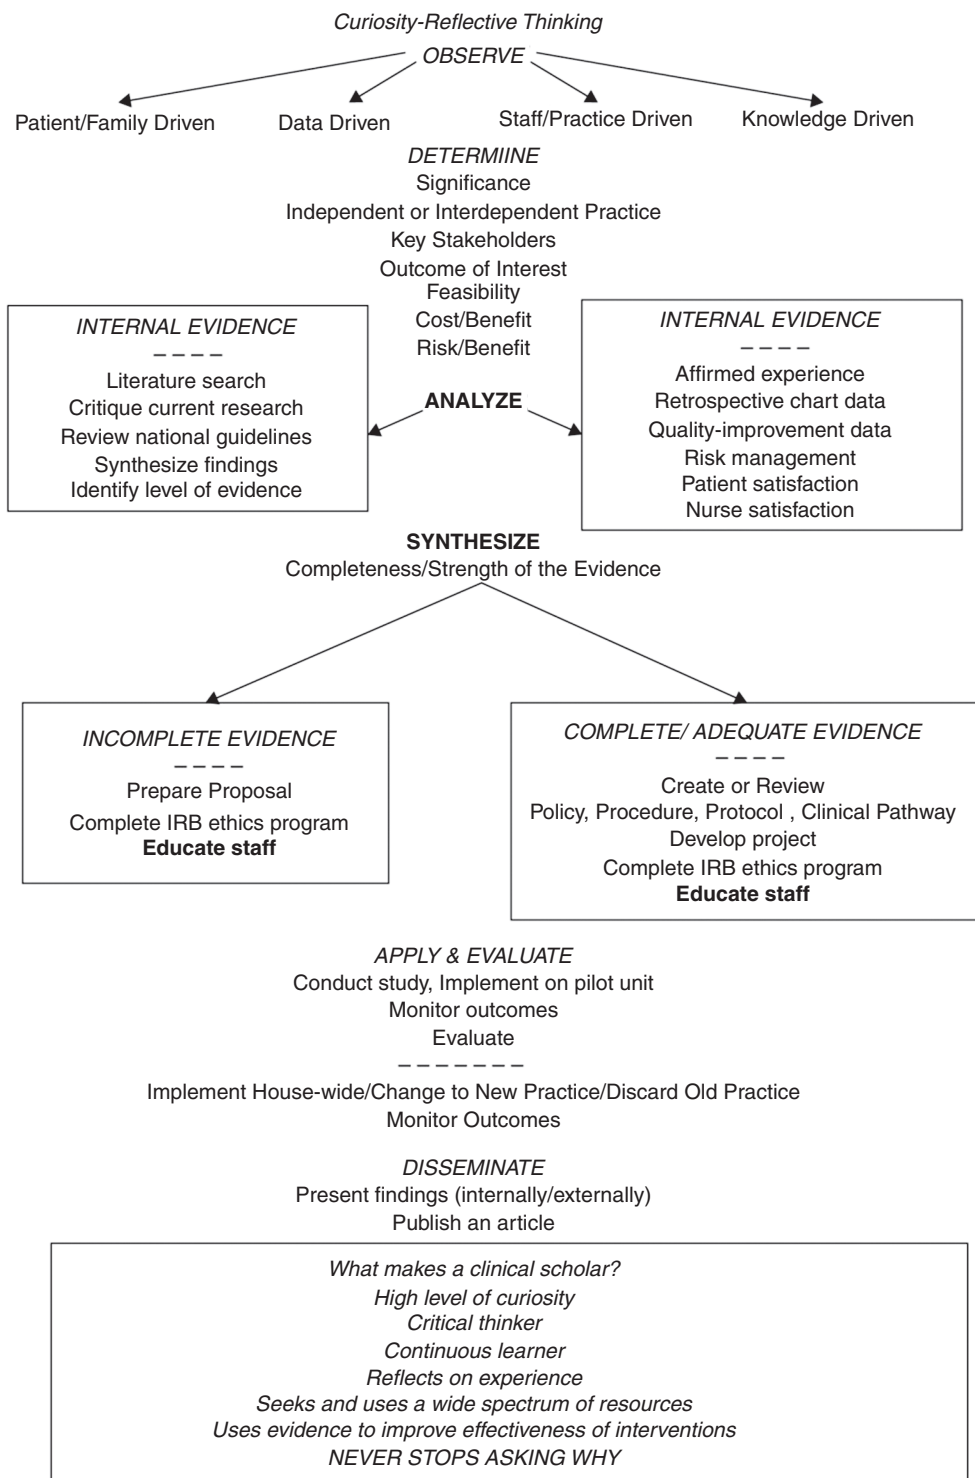 Curiosity-Reflective Thinking
OBSERVE
Patient/Family Driven
Data Driven
Staff/Practice Driven
Knowledge Driven
DETERMIINE
Significance
Independent or Interdependent Practice
Key Stakeholders
Outcome of Interest
Feasibility
Cost/Benefit
Risk/Benefit
ANALYZE
INTERNAL EVIDENCE
– – – –
Literature search
Critique current research
Review national guidelines
Synthesize findings
Identify level of evidence
INTERNAL EVIDENCE
– – – –
Affirmed experience
Retrospective chart data
Quality-improvement data
Risk management
Patient satisfaction
Nurse satisfaction
SYNTHESIZE
Completeness/Strength of the Evidence
INCOMPLETE EVIDENCE
– – – –
Prepare Proposal
Complete IRB ethics program
Educate staff
COMPLETE/ ADEQUATE EVIDENCE
– – – –
Create or Review
Policy, Procedure, Protocol , Clinical Pathway
Develop project
Complete IRB ethics program
Educate staff
APPLY & EVALUATE
Conduct study, Implement on pilot unit
Monitor outcomes
Evaluate
– – – – – – –
Implement House-wide/Change to New Practice/Discard Old Practice
Monitor Outcomes
DISSEMINATE
Present findings (internally/externally)
Publish an article
What makes a clinical scholar?
High level of curiosity
Critical thinker
Continuous learner
Reflects on experience
Seeks and uses a wide spectrum of resources
Uses evidence to improve effectiveness of interventions
NEVER STOPS ASKING WHY